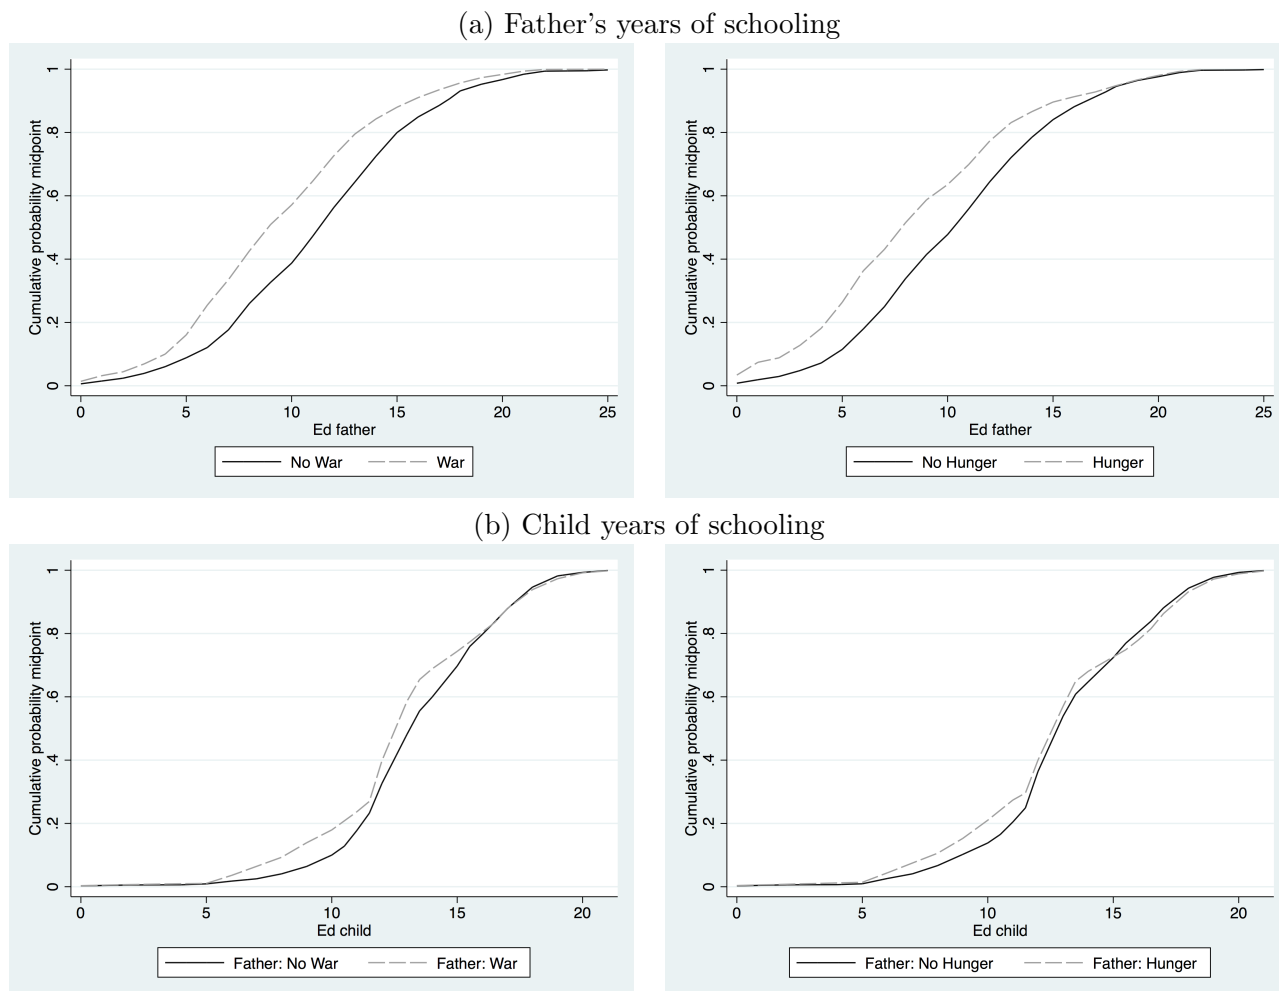 (a) Father's years of schooling
Cumulative probability midpoint
0 .2 .4 .6 .8 1
0 5 10 15 20 25
Ed father
No War War
Cumulative probability midpoint
0 .2 .4 .6 .8 1
0 5 10 15 20 25
Ed father
No Hunger Hunger
(b) Child years of schooling
Cumulative probability midpoint
0 .2 .4 .6 .8 1
0 5 10 15 20
Ed child
Father: No War Father: War
Cumulative probability midpoint
0 .2 .4 .6 .8 1
0 5 10 15 20
Ed child
Father: No Hunger Father: Hunger